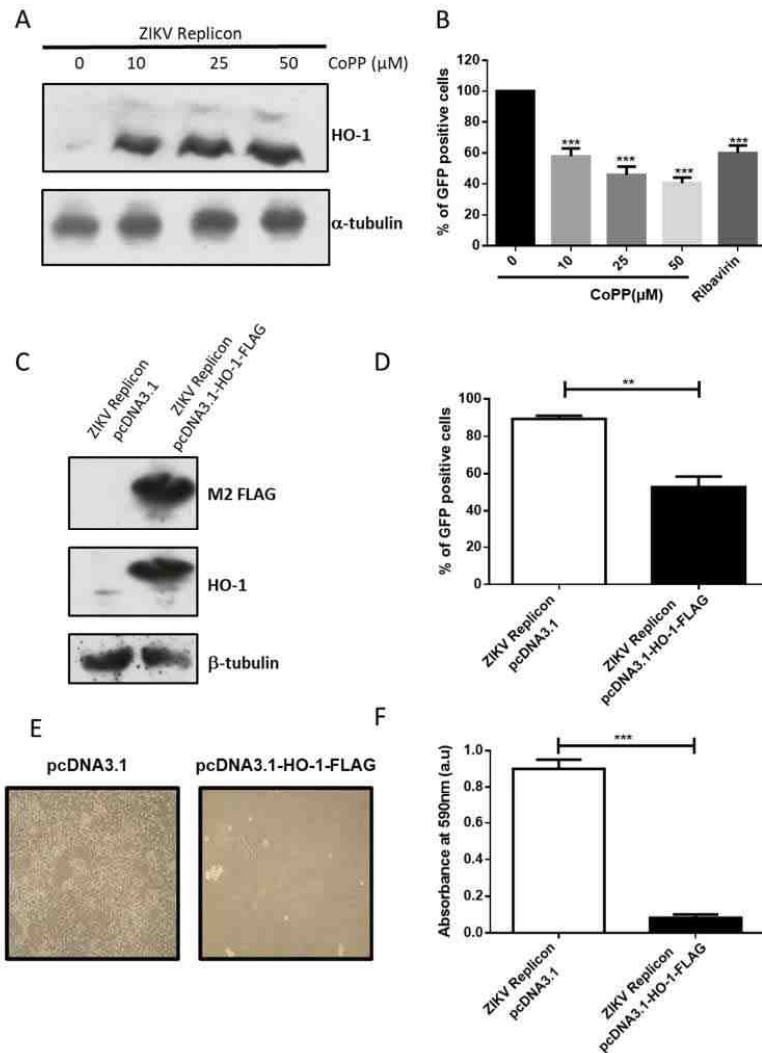 A
ZIKV Replicon
0 10 25 50 CoPP (μM)
HO-1
α-tubulin
B
% of GFP positive cells
100
80
60
40
20
0
*** *** *** ***
0 10 25 50 Ribavirin
CoPP(μM)
C
ZIKV Replicon
pcDNA3.1
ZIKV Replicon
pcDNA3.1-HO-1-FLAG
M2 FLAG
HO-1
β-tubulin
D
% of GFP positive cells
100
80
60
40
20
0
**
ZIKV Replicon
pcDNA3.1
ZIKV Replicon
pcDNA3.1-HO-1-FLAG
E
pcDNA3.1 pcDNA3.1-HO-1-FLAG
F
Absorbance at 590nm (a.u)
1.0
0.8
0.6
0.4
0.2
0.0
***
ZIKV Replicon
pcDNA3.1
ZIKV Replicon
pcDNA3.1-HO-1-FLAG